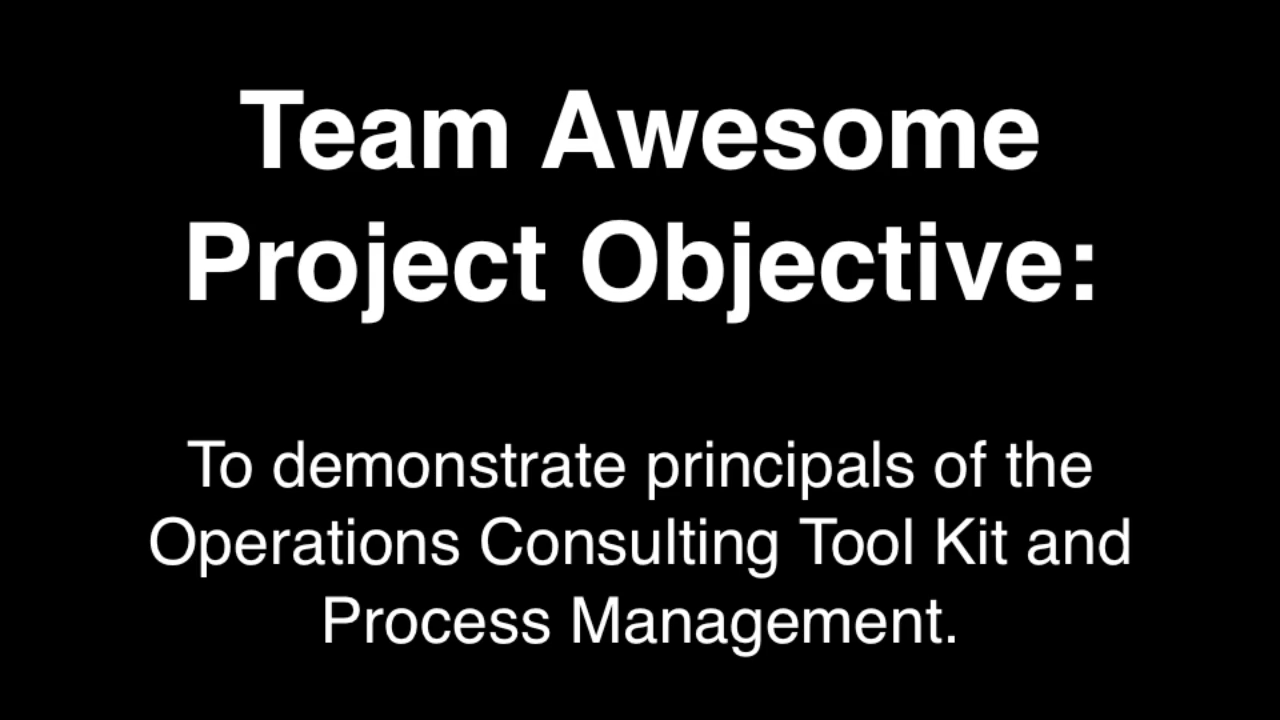 Team Awesome
Project Objective:
To demonstrate principals of the
Operations Consulting Tool Kit and
Process Management.